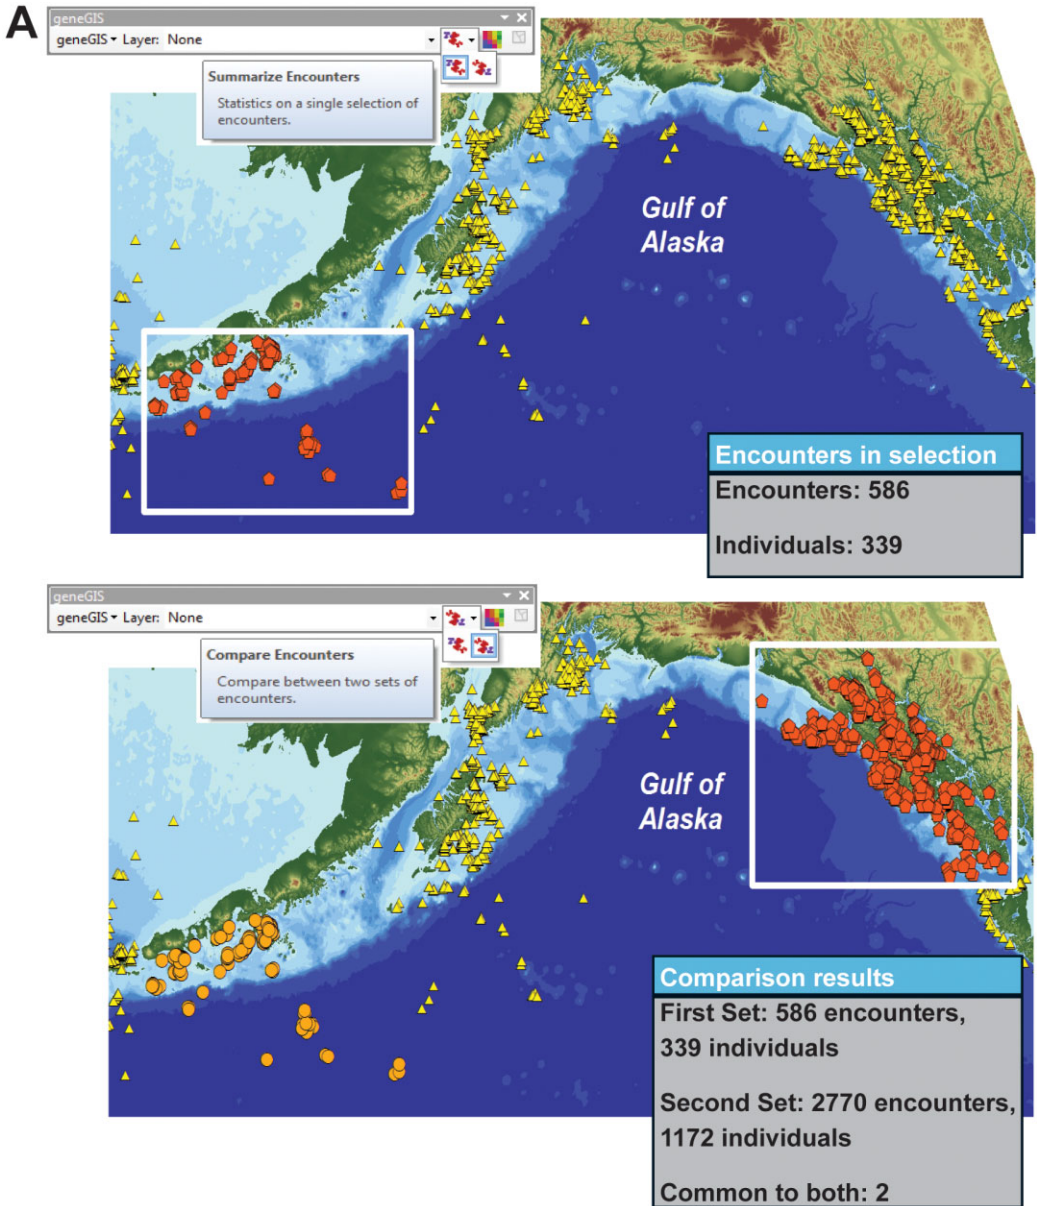 A
geneGIS
geneGIS Layer: None
Summarize Encounters
Statistics on a single selection of
encounters.
Gulf of
Alaska
Encounters in selection
Encounters: 586
Individuals: 339
geneGIS
geneGIS Layer: None
Compare Encounters
Compare between two sets of
encounters.
Gulf of
Alaska
Comparison results
First Set: 586 encounters,
339 individuals
Second Set: 2770 encounters,
1172 individuals
Common to both: 2